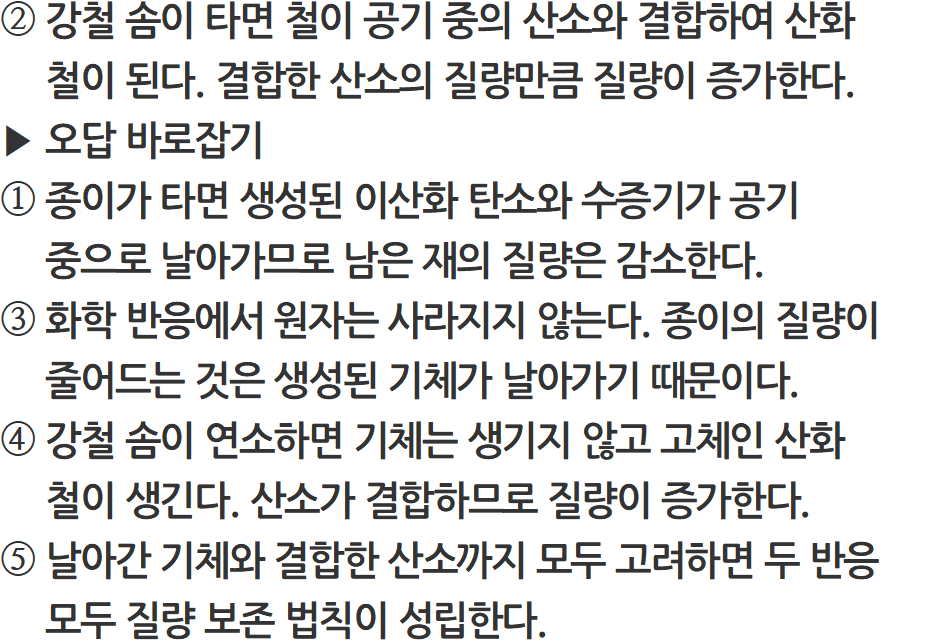 ② 강철 솜이 타면 철이 공기 중의 산소와 결합하여 산화
철이 된다. 결합한 산소의 질량만큼 질량이 증가한다.
▶ 오답 바로잡기
① 종이가 타면 생성된 이산화 탄소와 수증기가 공기
중으로 날아가므로 남은 재의 질량은 감소한다.
③ 화학 반응에서 원자는 사라지지 않는다. 종이의 질량이
줄어드는 것은 생성된 기체가 날아가기 때문이다.
④ 강철 솜이 연소하면 기체는 생기지 않고 고체인 산화
철이 생긴다. 산소가 결합하므로 질량이 증가한다.
⑤ 날아간 기체와 결합한 산소까지 모두 고려하면 두 반응
모두 질량 보존 법칙이 성립한다.